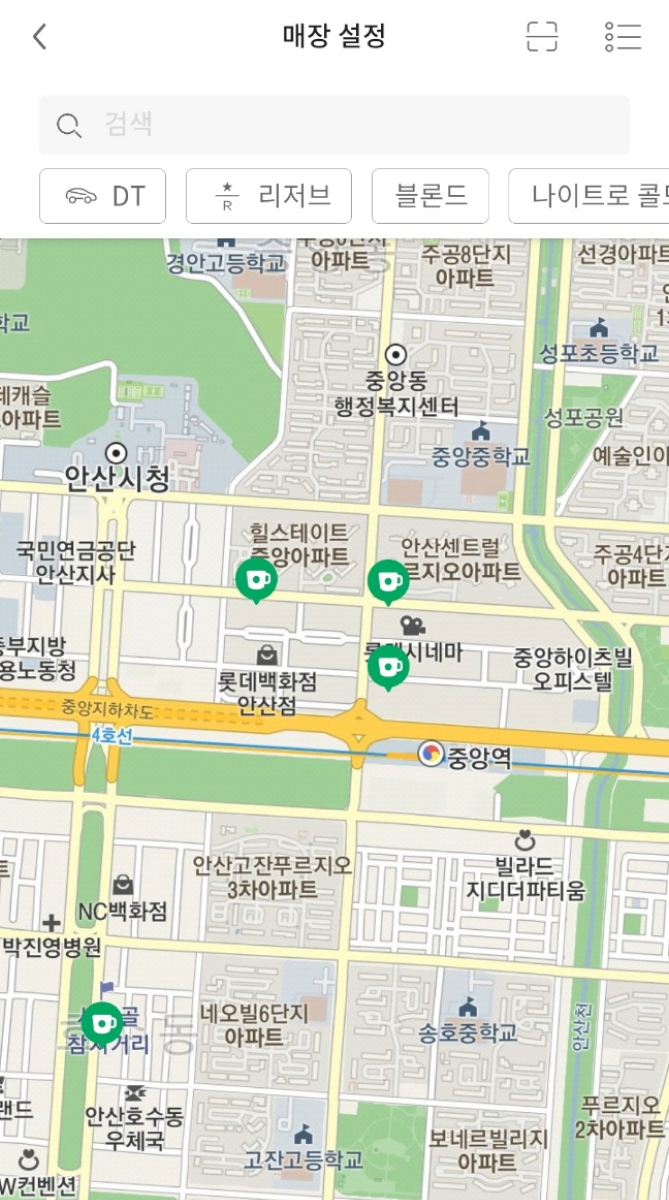 매장 설정
검색
DT
리저브
블론드
나이트로 콜드
경안고등학교
아파트
주공8단지
아파트
선경아파트
학교
성포초등학교
중앙동
행정복지센터
성포공원
중앙중학교
예술인아
안산시청
힐스테이트
중앙아파트
안산센트럴
르지오아파트
국민연금공단
안산지사
주공4단지
아파트
중부지방
용노동청
롯데시네마
롯데백화점
안산점
중앙하이츠빌
오피스텔
중앙지하차도
4호선
중앙역
안산고잔푸르지오
3차아파트
빌라드
지디더파티움
NC백화점
박진영병원
네오빌6단지
아파트
송호중학교
안산천
골
거리
안산호수동
우체국
랜드
푸르지오
2차아파트
보네르빌리지
아파트
고잔고등학교
W컨벤션